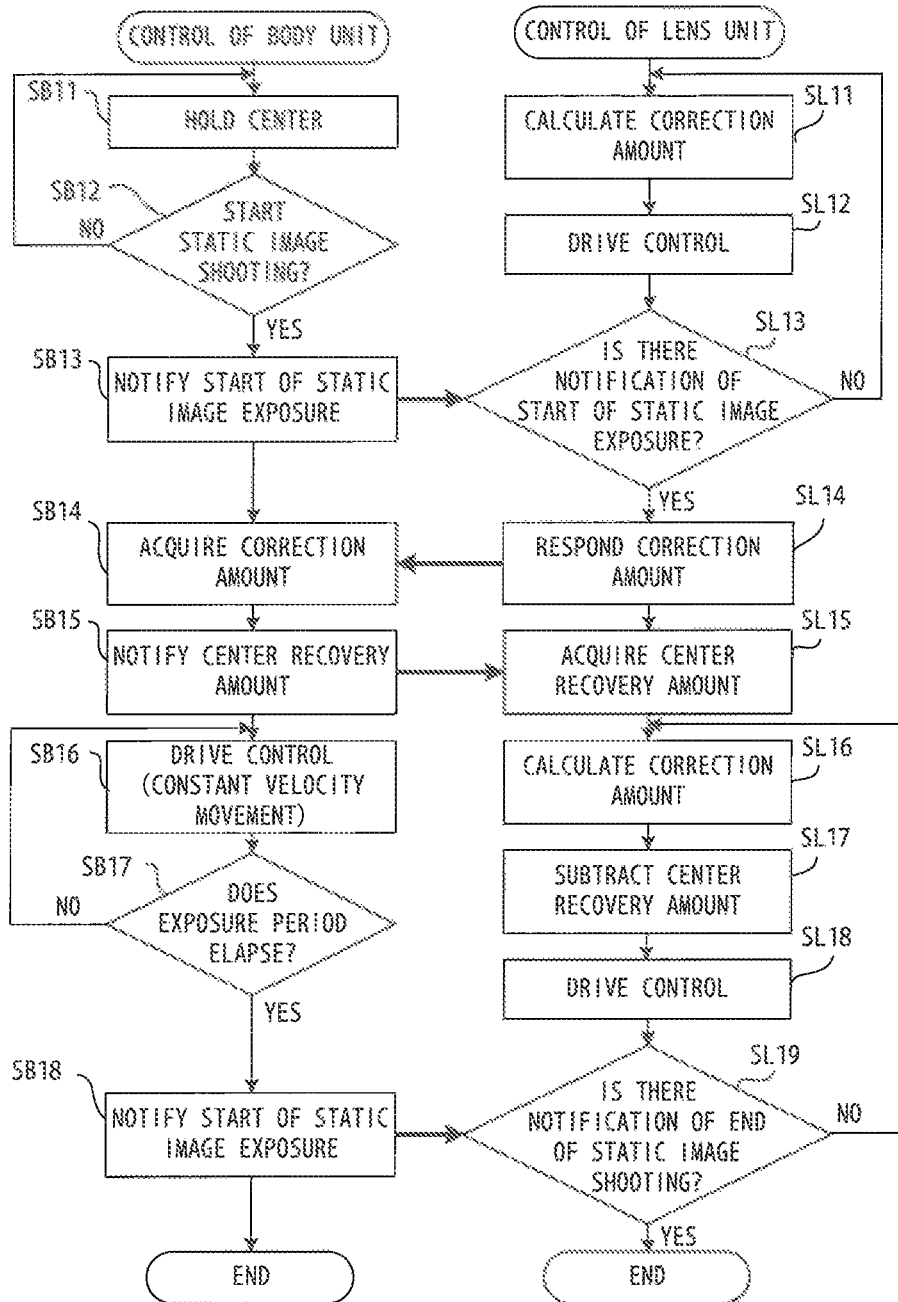 CONTROL OF BODY UNIT
SB11
HOLD CENTER
SB12
START
STATIC IMAGE
SHOOTING?
NO
YES
SB13
NOTIFY START OF STATIC
IMAGE EXPOSURE
SB14
ACQUIRE CORRECTION
AMOUNT
SB15
NOTIFY CENTER RECOVERY
AMOUNT
SB16
DRIVE CONTROL
(CONSTANT VELOCITY
MOVEMENT)
SB17
DOES
EXPOSURE PERIOD
ELAPSE?
NO
YES
SB18
NOTIFY START OF STATIC
IMAGE EXPOSURE
END
CONTROL OF LENS UNIT
SL11
CALCULATE CORRECTION
AMOUNT
SL12
DRIVE CONTROL
SL13
IS THERE
NOTIFICATION OF
START OF STATIC IMAGE
EXPOSURE?
NO
YES
SL14
RESPOND CORRECTION
AMOUNT
SL15
ACQUIRE CENTER
RECOVERY AMOUNT
SL16
CALCULATE CORRECTION
AMOUNT
SL17
SUBTRACT CENTER
RECOVERY AMOUNT
SL18
DRIVE CONTROL
SL19
IS THERE
NOTIFICATION OF END
OF STATIC IMAGE
SHOOTING?
NO
YES
END